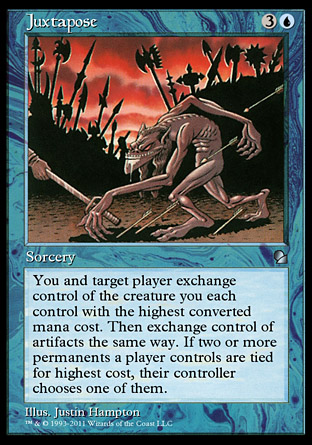 Juxtapose 3
Sorcery
You and target player exchange
control of the creature you each
control with the highest converted
mana cost. Then exchange control of
artifacts the same way. If two or more
permanents a player controls are tied
for highest cost, their controller
chooses one of them.
Illus. Justin Hampton
™ & © 1993-2011 Wizards of the Coast LLC